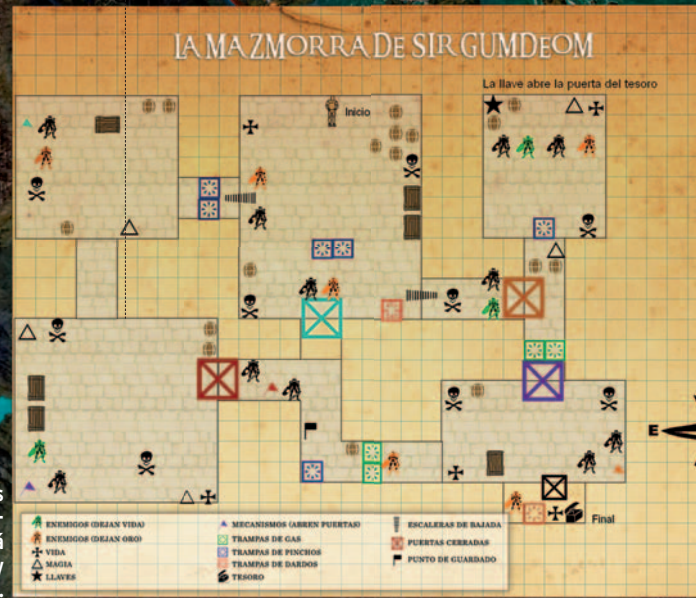 LA MAZMORRA DE SIR GUMDEOM
La llave abre la puerta del tesoro
Inicio
E
Final
ENEMIGOS (DEJAN VIDA)
ENEMIGOS (DEJAN ORO)
VIDA
MAGIA
LLAVES
MECANISMOS (ABREN PUERTAS)
TRAMPAS DE GAS
TRAMPAS DE PINCHOS
TRAMPAS DE DARDOS
TESORO
ESCALERAS DE BAJADA
PUERTAS CERRADAS
PUNTO DE GUARDADO